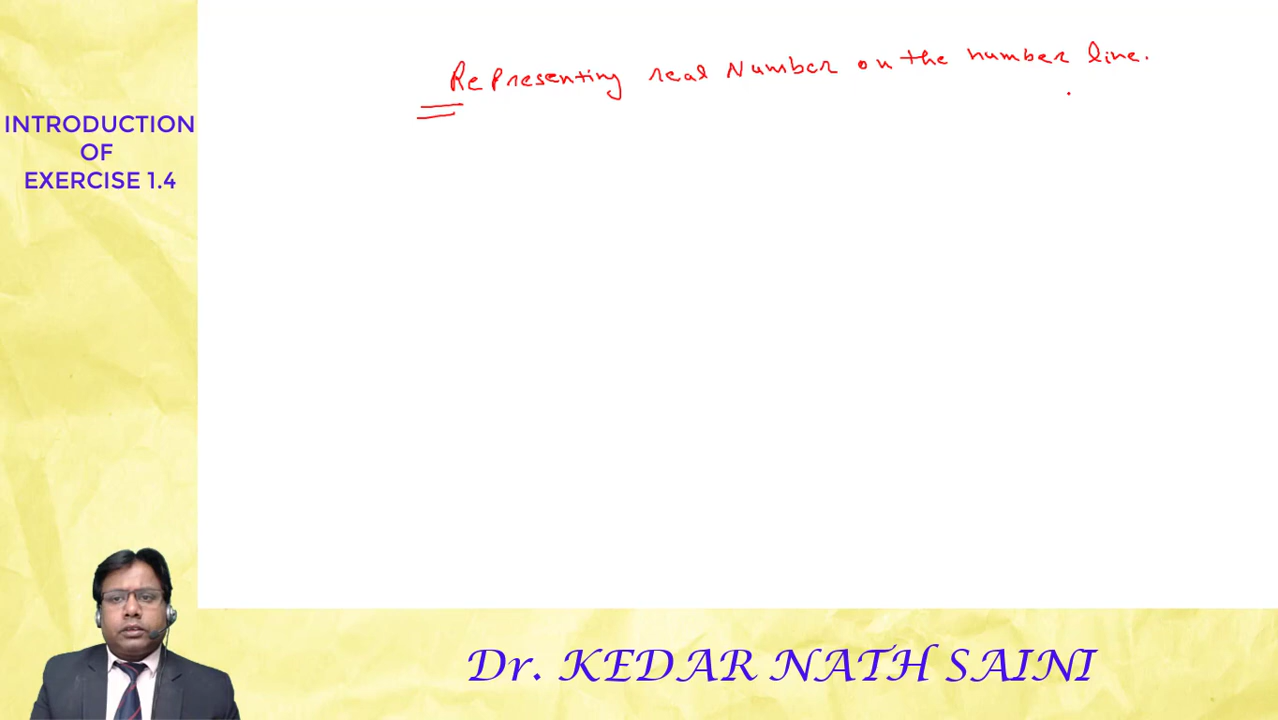 Representing real Number on the number line.
INTRODUCTION
OF
EXERCISE 1.4
Dr. KEDAR NATH SAINI